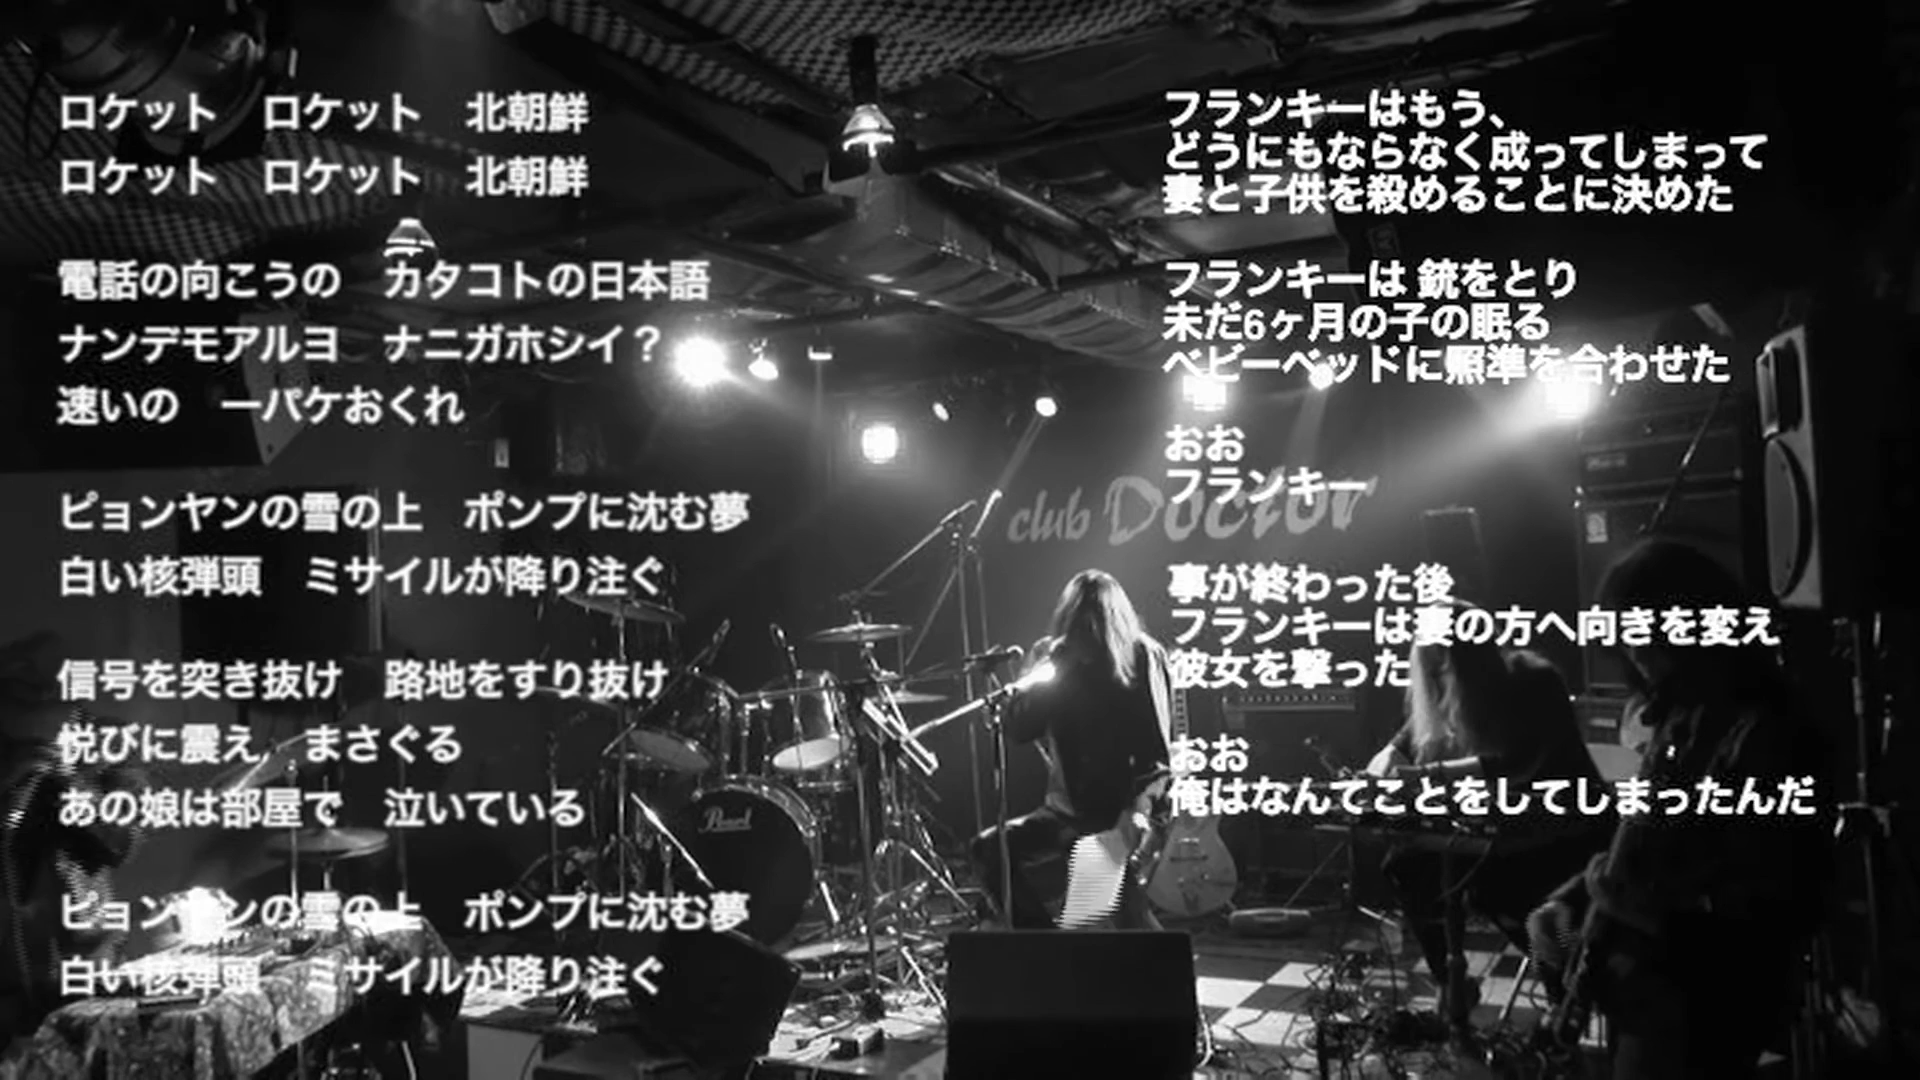 ロケット　ロケット　北朝鮮
ロケット　ロケット　北朝鮮
電話の向こうの　カタコトの日本語
ナンデモアルヨ　ナニガホシイ？
速いの　一パケおくれ
ピョンヤンの雪の上　ポンプに沈む夢
白い核弾頭　ミサイルが降り注ぐ
信号を突き抜け　路地をすり抜け
悦びに震え　まさぐる
あの娘は部屋で　泣いている
ピョンヤンの雪の上　ポンプに沈む夢
白い核弾頭　ミサイルが降り注ぐ
フランキーはもう、
どうにもならなく成ってしまって
妻と子供を殺めることに決めた
フランキーは 銃をとり
未だ6ヶ月の子の眠る
ベビーベッドに照準を合わせた
おお
フランキー
事が終わった後
フランキーは妻の方へ向きを変え
彼女を撃った
おお
俺はなんてことをしてしまったんだ
club Doctor
Pearl